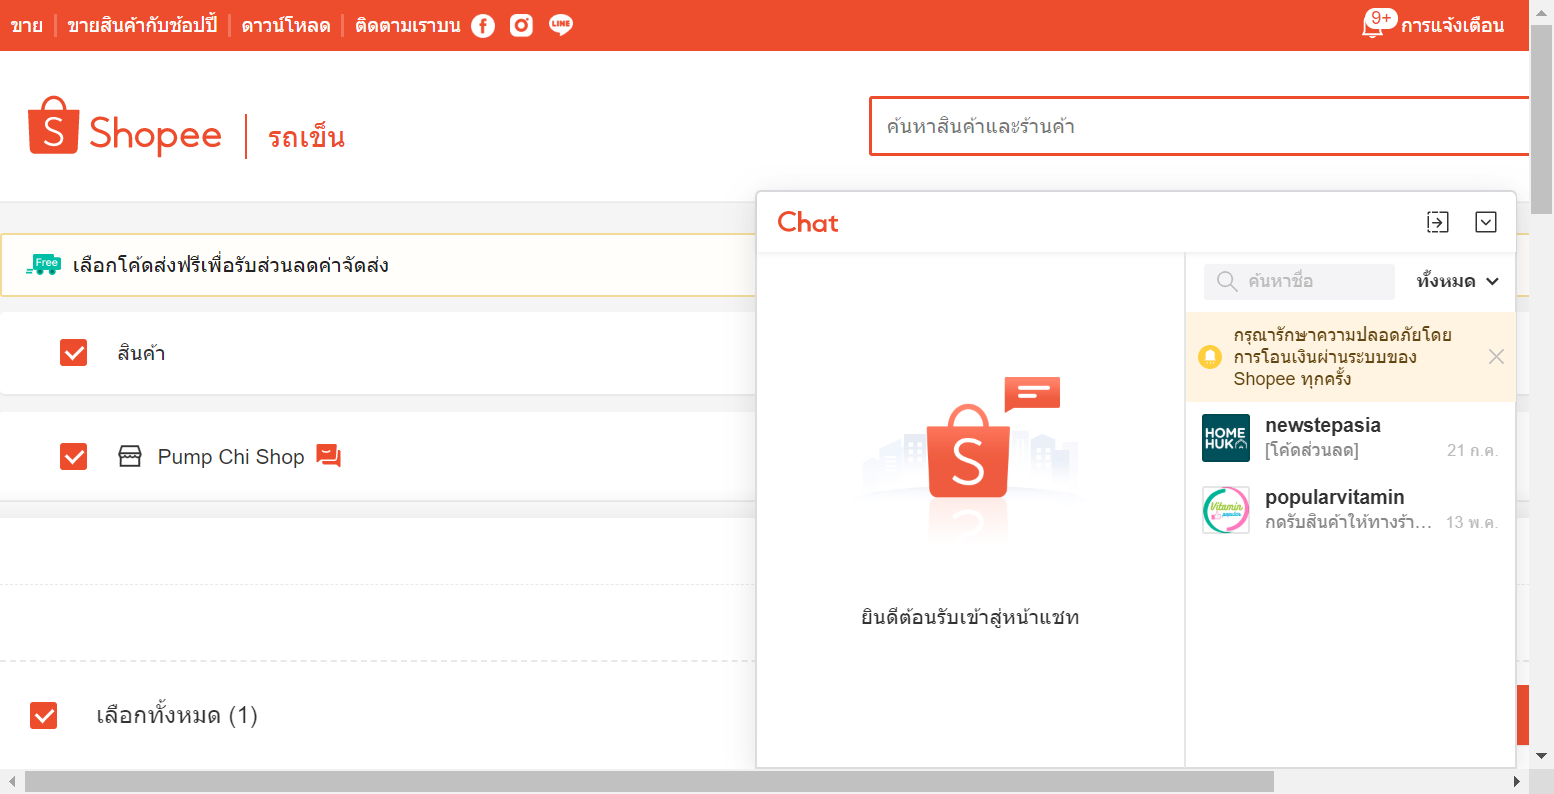 ขาย
ขายสินค้ากับช้อปปี้
ดาวน์โหลด
ติดตามเราบน
LINE
9+
การแจ้งเตือน
S Shopee
รถเข็น
ค้นหาสินค้าและร้านค้า
Free
เลือกโค้ดส่งฟรีเพื่อรับส่วนลดค่าจัดส่ง
สินค้า
Pump Chi Shop
เลือกทั้งหมด (1)
Chat
S
ยินดีต้อนรับเข้าสู่หน้าแชท
ค้นหาชื่อ
ทั้งหมด
กรุณารักษาความปลอดภัยโดย
การโอนเงินผ่านระบบของ
Shopee ทุกครั้ง
HOME
HUK
newstepasia
[โค้ดส่วนลด]
21 ก.ค.
Vitamin
popular
popularvitamin
กดรับสินค้าให้ทางร้า...
13 พ.ค.